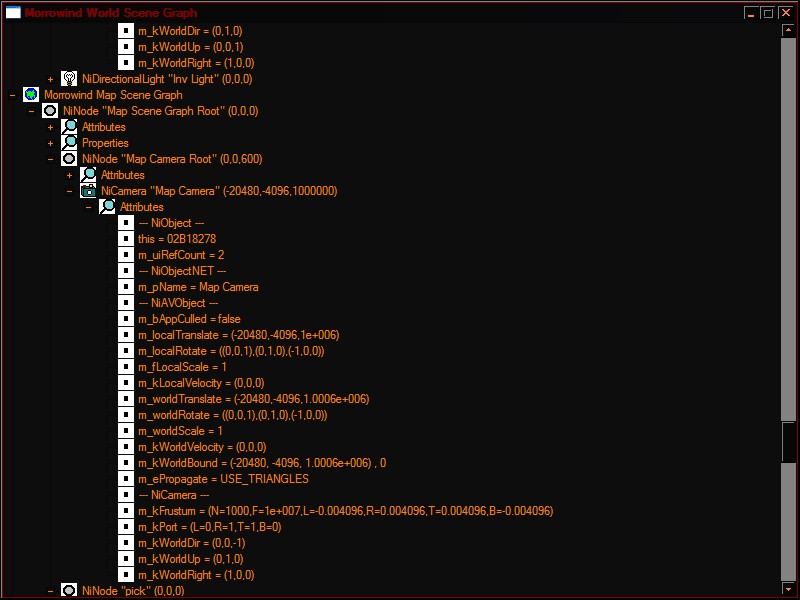 Morrowind World Scene Graph
m_kWorldDir = (0,1,0)
m_kWorldUp = (0,0,1)
m_kWorldRight = (1,0,0)
+ NiDirectionalLight "Inv Light" (0,0,0)
- Morrowind Map Scene Graph
- NiNode "Map Scene Graph Root" (0,0,0)
+ Attributes
+ Properties
- NiNode "Map Camera Root" (0,0,600)
+ Attributes
- NiCamera "Map Camera" (-20480,-4096,1000000)
- Attributes
--- NiObject ---
this = 02B18278
m_uiRefCount = 2
--- NiObjectNET ---
m_pName = Map Camera
--- NiAVObject ---
m_bAppCulled = false
m_localTranslate = (-20480,-4096,1e+006)
m_localRotate = ((0,0,1),(0,1,0),(-1,0,0))
m_fLocalScale = 1
m_kLocalVelocity = (0,0,0)
m_worldTranslate = (-20480,-4096,1.0006e+006)
m_worldRotate = ((0,0,1),(0,1,0),(-1,0,0))
m_worldScale = 1
m_kWorldVelocity = (0,0,0)
m_kWorldBound = (-20480, -4096, 1.0006e+006) , 0
m_ePropagate = USE_TRIANGLES
--- NiCamera ---
m_kFrustum = (N=1000,F=1e+007,L=-0.004096,R=0.004096,T=0.004096,B=-0.004096)
m_kPort = (L=0,R=1,T=1,B=0)
m_kWorldDir = (0,0,-1)
m_kWorldUp = (0,1,0)
m_kWorldRight = (1,0,0)
- NiNode "pick" (0,0,0)